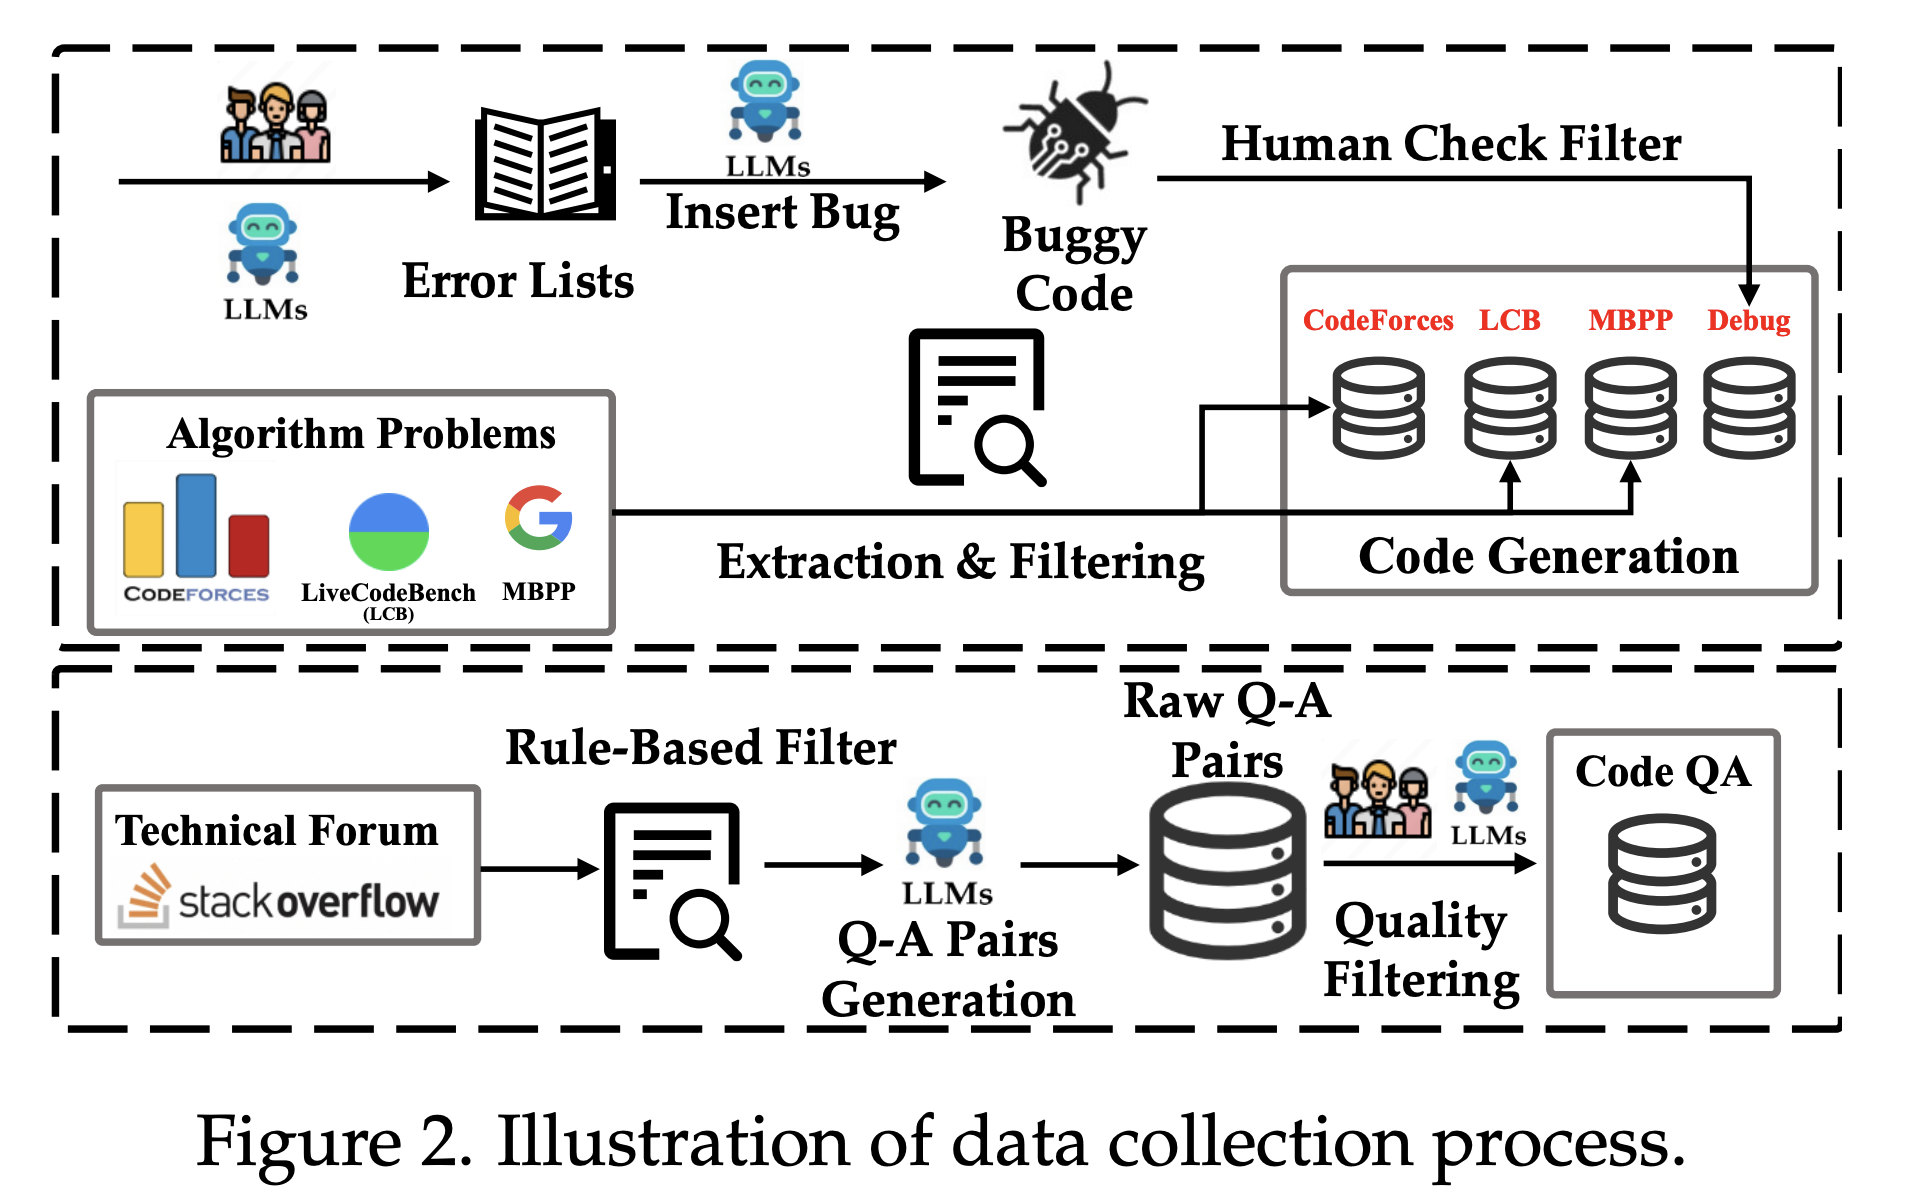 LLMs
Error Lists
LLMs
Insert Bug
Buggy
Code
Human Check Filter
CodeForces
LCB
MBPP
Debug
Code Generation
Algorithm Problems
CODEFORCES
LiveCodeBench
(LCB)
MBPP
Extraction & Filtering
Technical Forum
stackoverflow
Rule-Based Filter
LLMs
Q-A Pairs
Generation
Raw Q-A
Pairs
LLMs
Quality
Filtering
Code QA
Figure 2. Illustration of data collection process.